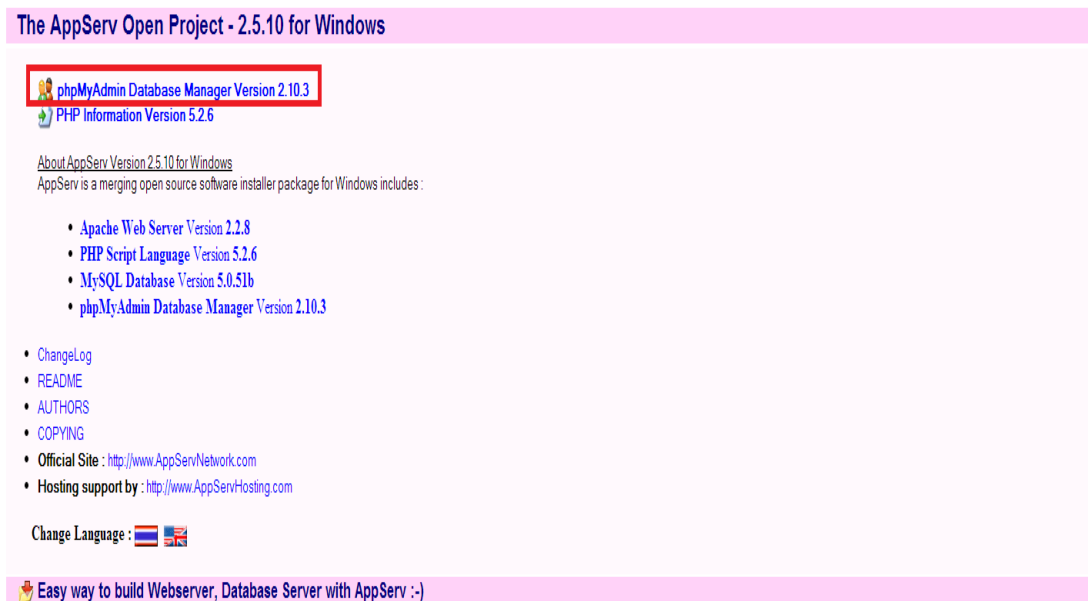 The AppServ Open Project - 2.5.10 for Windows
phpMyAdmin Database Manager Version 2.10.3
PHP Information Version 5.2.6
About AppServ Version 2.5.10 for Windows
AppServ is a merging open source software installer package for Windows includes :
• Apache Web Server Version 2.2.8
• PHP Script Language Version 5.2.6
• MySQL Database Version 5.0.51b
• phpMyAdmin Database Manager Version 2.10.3
• ChangeLog
• README
• AUTHORS
• COPYING
• Official Site : http://www.AppServNetwork.com
• Hosting support by : http://www.AppServHosting.com
Change Language :
Easy way to build Webserver, Database Server with AppServ :-)